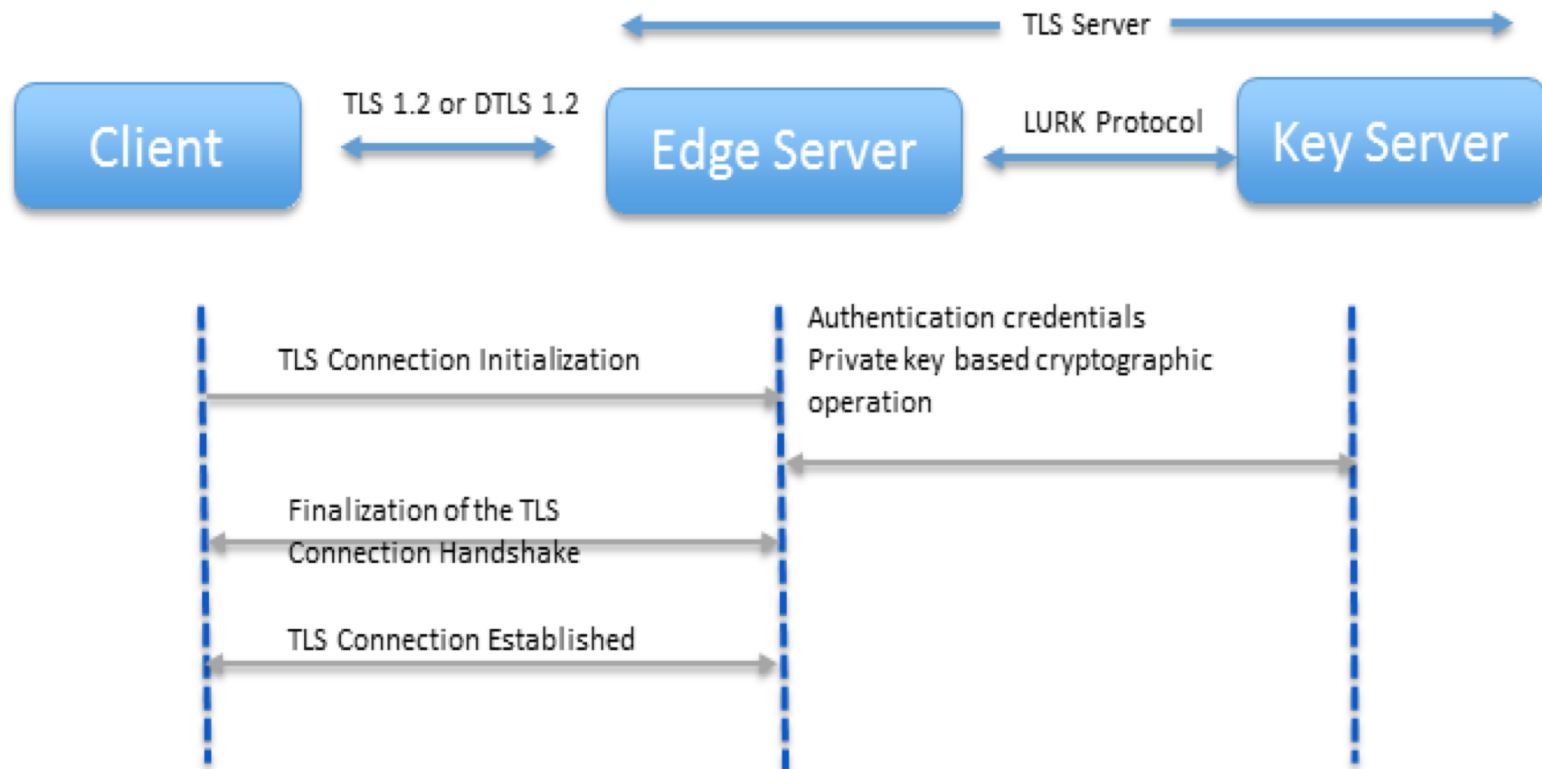 TLS Server
TLS 1.2 or DTLS 1.2
LURK Protocol
Client
Edge Server
Key Server
Authentication credentials
Private key based cryptographic
operation
TLS Connection Initialization
Finalization of the TLS
Connection Handshake
TLS Connection Established